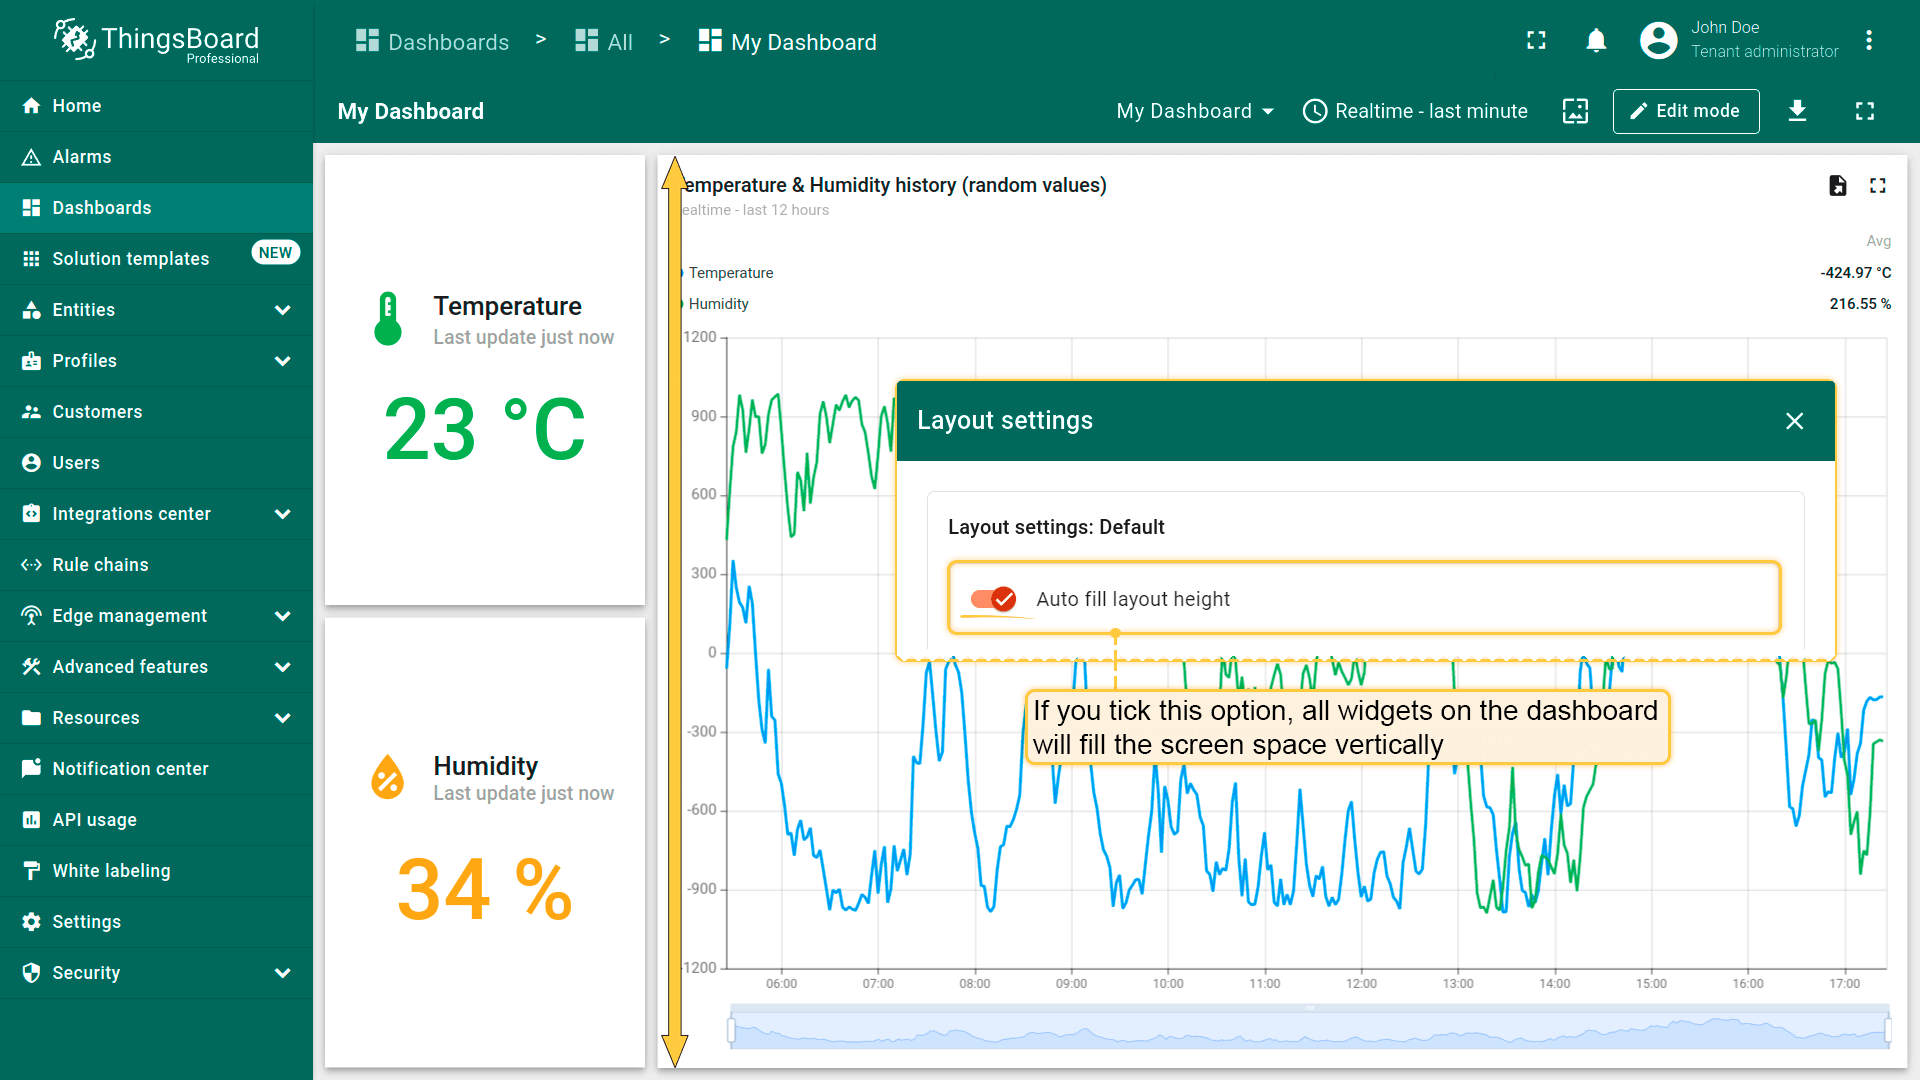 ThingsBoard
Professional
Home
Alarms
Dashboards
Solution templates
NEW
Entities
Profiles
Customers
Users
Integrations center
Rule chains
Edge management
Advanced features
Resources
Notification center
API usage
White labeling
Settings
Security
Dashboards > All > My Dashboard
John Doe
Tenant administrator
My Dashboard
My Dashboard
Realtime - last minute
Edit mode
Temperature
Last update just now
23 °C
Humidity
Last update just now
34 %
emperature & Humidity history (random values)
ealtime - last 12 hours
Avg
Temperature
-424.97 °C
Humidity
216.55 %
1200
900
600
300
0
-300
-600
-900
-1200
06:00 07:00 08:00 09:00 10:00 11:00 12:00 13:00 14:00 15:00 16:00 17:00
Layout settings
Layout settings: Default
Auto fill layout height
If you tick this option, all widgets on the dashboard
will fill the screen space vertically